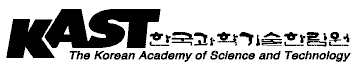 KAST 한국과학기술한림원
The Korean Academy of Science and Technology